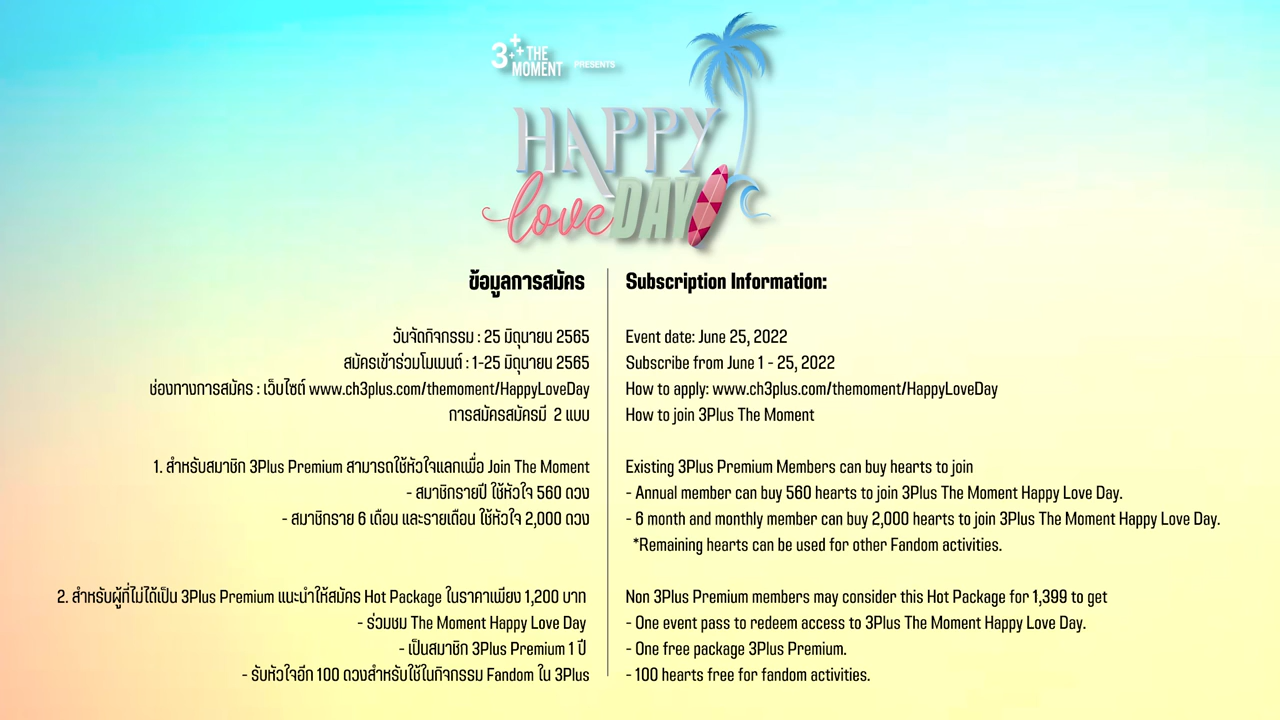 3+ THE MOMENT PRESENTS
HAPPY
love DAY
ข้อมูลการสมัคร
วันจัดกิจกรรม : 25 มิถุนายน 2565
สมัครเข้าร่วมโมเมนต์ : 1-25 มิถุนายน 2565
ช่องทางการสมัคร : เว็บไซต์ www.ch3plus.com/themoment/HappyLoveDay
การสมัครสมัครมี 2 แบบ
1. สำหรับสมาชิก 3Plus Premium สามารถใช้หัวใจแลกเพื่อ Join The Moment
- สมาชิกรายปี ใช้หัวใจ 560 ดวง
- สมาชิกราย 6 เดือน และรายเดือน ใช้หัวใจ 2,000 ดวง
2. สำหรับผู้ที่ไม่ได้เป็น 3Plus Premium แนะนำให้สมัคร Hot Package ในราคาเพียง 1,200 บาท
- ร่วมชม The Moment Happy Love Day
- เป็นสมาชิก 3Plus Premium 1 ปี
- รับหัวใจอีก 100 ดวงสำหรับใช้ในกิจกรรม Fandom ใน 3Plus
Subscription Information:
Event date: June 25, 2022
Subscribe from June 1 - 25, 2022
How to apply: www.ch3plus.com/themoment/HappyLoveDay
How to join 3Plus The Moment
Existing 3Plus Premium Members can buy hearts to join
- Annual member can buy 560 hearts to join 3Plus The Moment Happy Love Day.
- 6 month and monthly member can buy 2,000 hearts to join 3Plus The Moment Happy Love Day.
*Remaining hearts can be used for other Fandom activities.
Non 3Plus Premium members may consider this Hot Package for 1,399 to get
- One event pass to redeem access to 3Plus The Moment Happy Love Day.
- One free package 3Plus Premium.
- 100 hearts free for fandom activities.